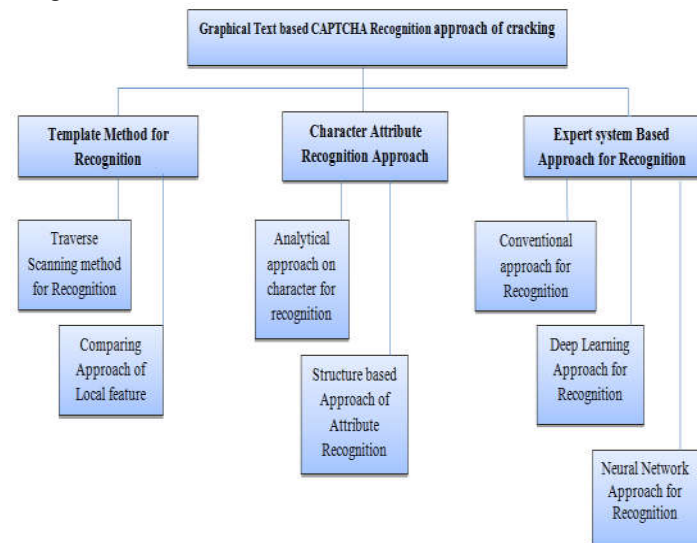 Graphical Text based CAPTCHA Recognition approach of cracking
Template Method for
Recognition
Character Attribute
Recognition Approach
Expert system Based
Approach for Recognition
Traverse
Scanning method
for Recognition
Comparing
Approach of
Local feature
Analytical
approach on
character for
recognition
Structure based
Approach of
Attribute
Recognition
Conventional
approach for
Recognition
Deep Learning
Approach for
Recognition
Neural Network
Approach for
Recognition